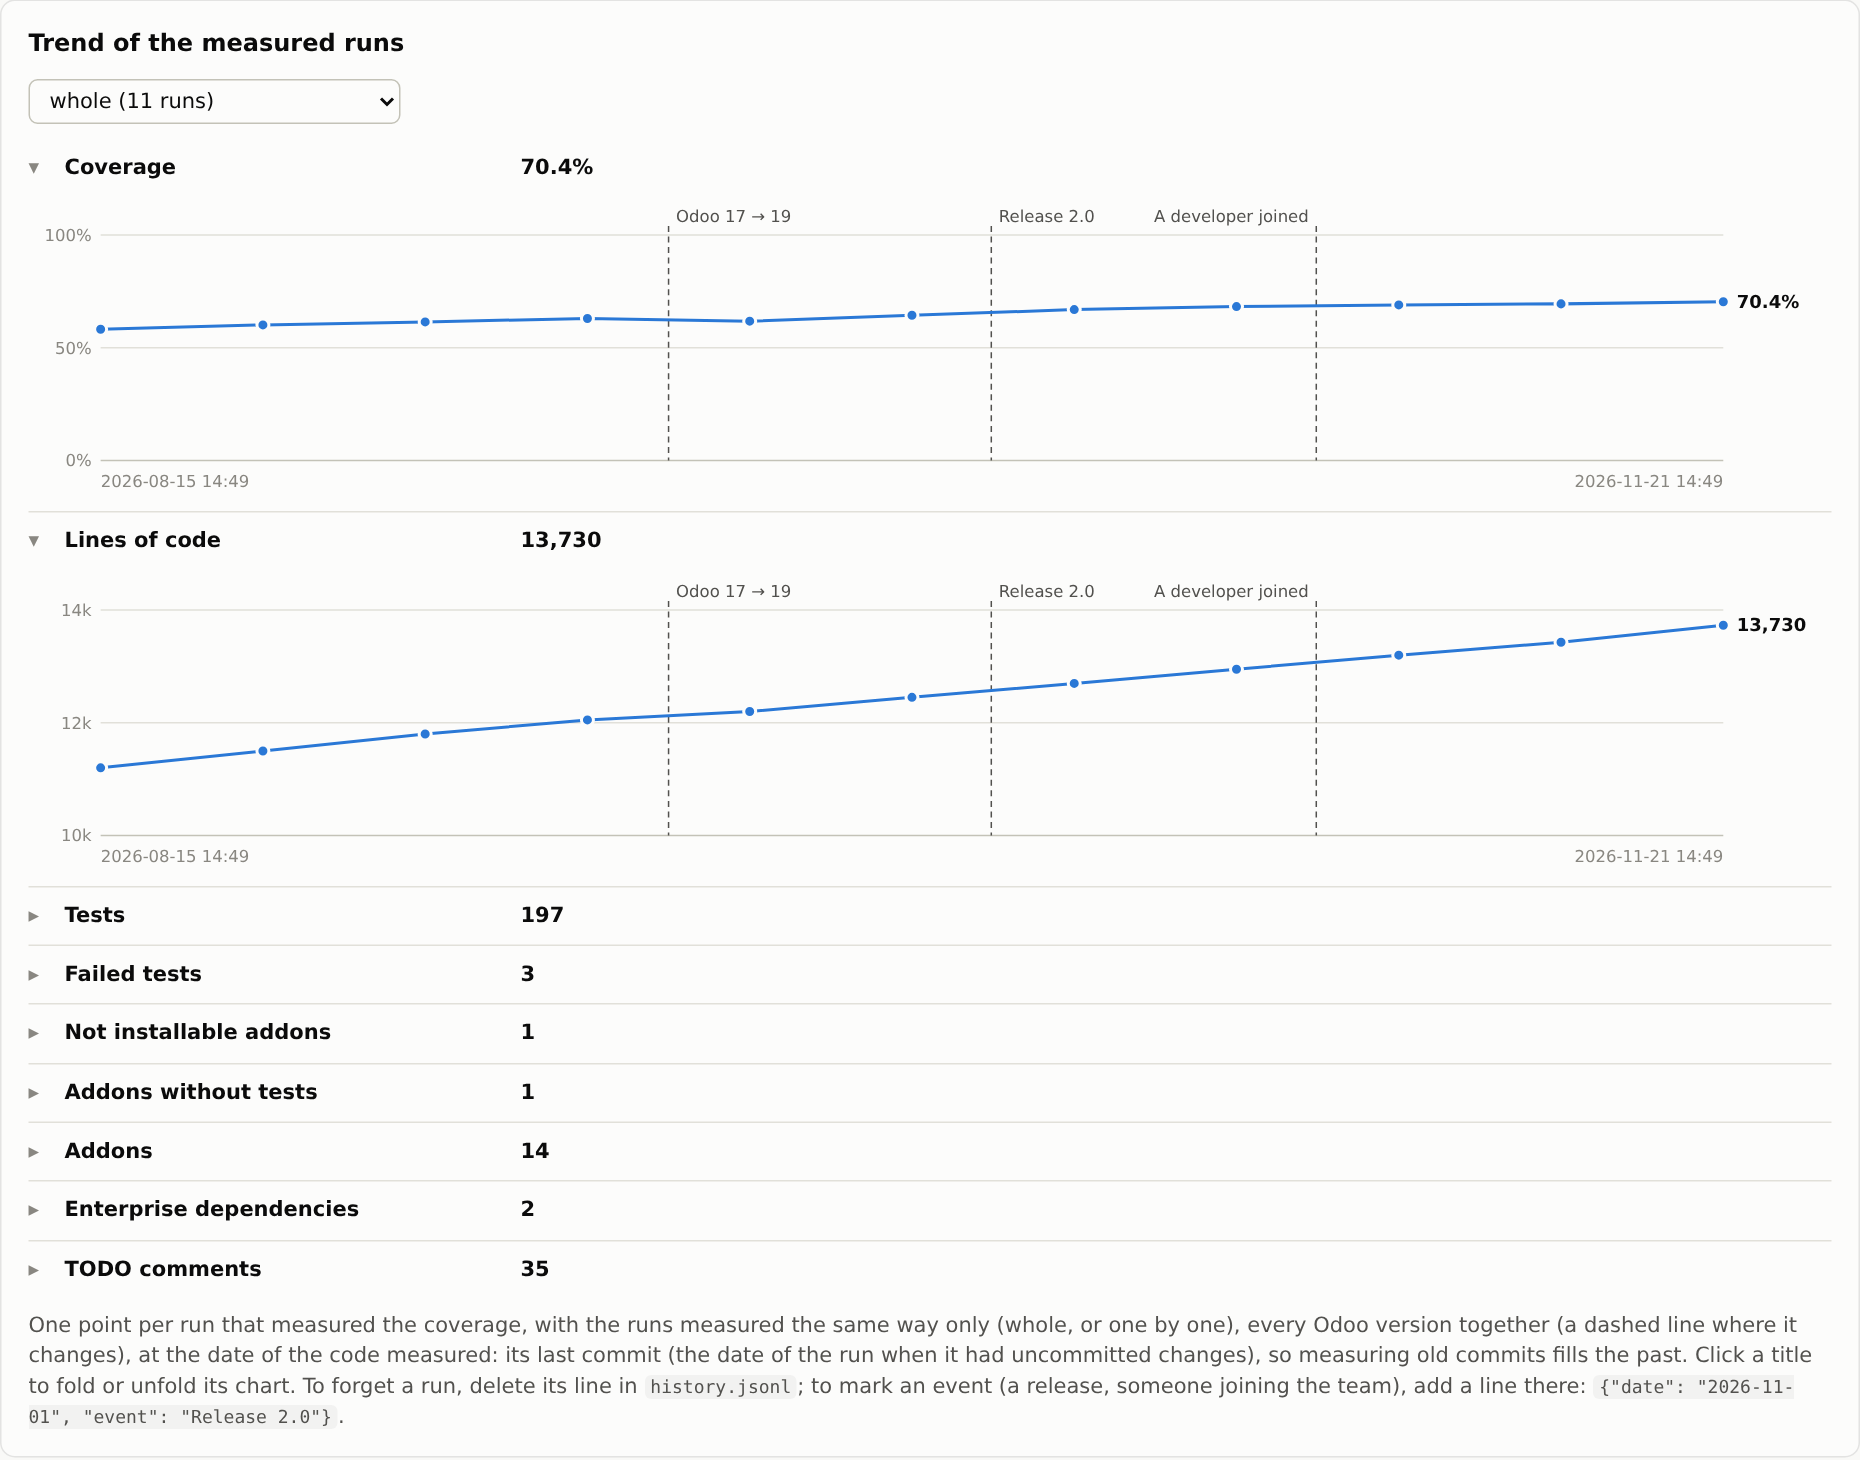 Trend of the measured runs
whole (11 runs)
▾ Coverage 70.4%
Odoo 17 → 19 Release 2.0 A developer joined
100%
70.4%
50%
0%
2026-08-15 14:49 2026-11-21 14:49
▾ Lines of code 13,730
Odoo 17 → 19 Release 2.0 A developer joined
14k
13,730
12k
10k
2026-08-15 14:49 2026-11-21 14:49
▸ Tests 197
▸ Failed tests 3
▸ Not installable addons 1
▸ Addons without tests 1
▸ Addons 14
▸ Enterprise dependencies 2
▸ TODO comments 35
One point per run that measured the coverage, with the runs measured the same way only (whole, or one by one), every Odoo version together (a dashed line where it
changes), at the date of the code measured: its last commit (the date of the run when it had uncommitted changes), so measuring old commits fills the past. Click a title
to fold or unfold its chart. To forget a run, delete its line in history.jsonl; to mark an event (a release, someone joining the team), add a line there: {"date": "2026-11-
01", "event": "Release 2.0"}.